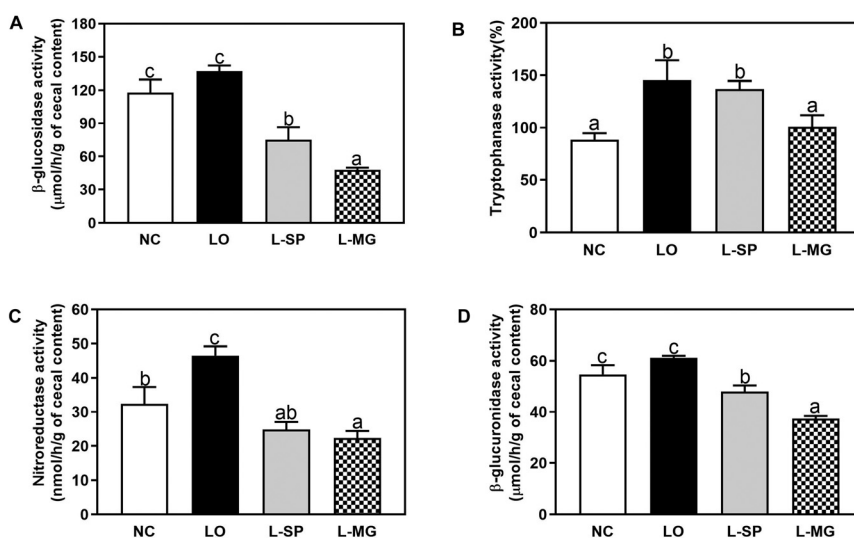 A
β-glucosidase activity
(μmol/h/g of cecal content)
180
150
120
90
60
30
0
c
c
b
a
NC LO L-SP L-MG
B
Tryptophanase activity(%)
200
150
100
50
0
a
b
b
a
NC LO L-SP L-MG
C
Nitroreductase activity
(nmol/h/g of cecal content)
60
50
40
30
20
10
0
b
c
ab
a
NC LO L-SP L-MG
D
β-glucuronidase activity
(μmol/h/g of cecal content)
80
60
40
20
0
c
c
b
a
NC LO L-SP L-MG